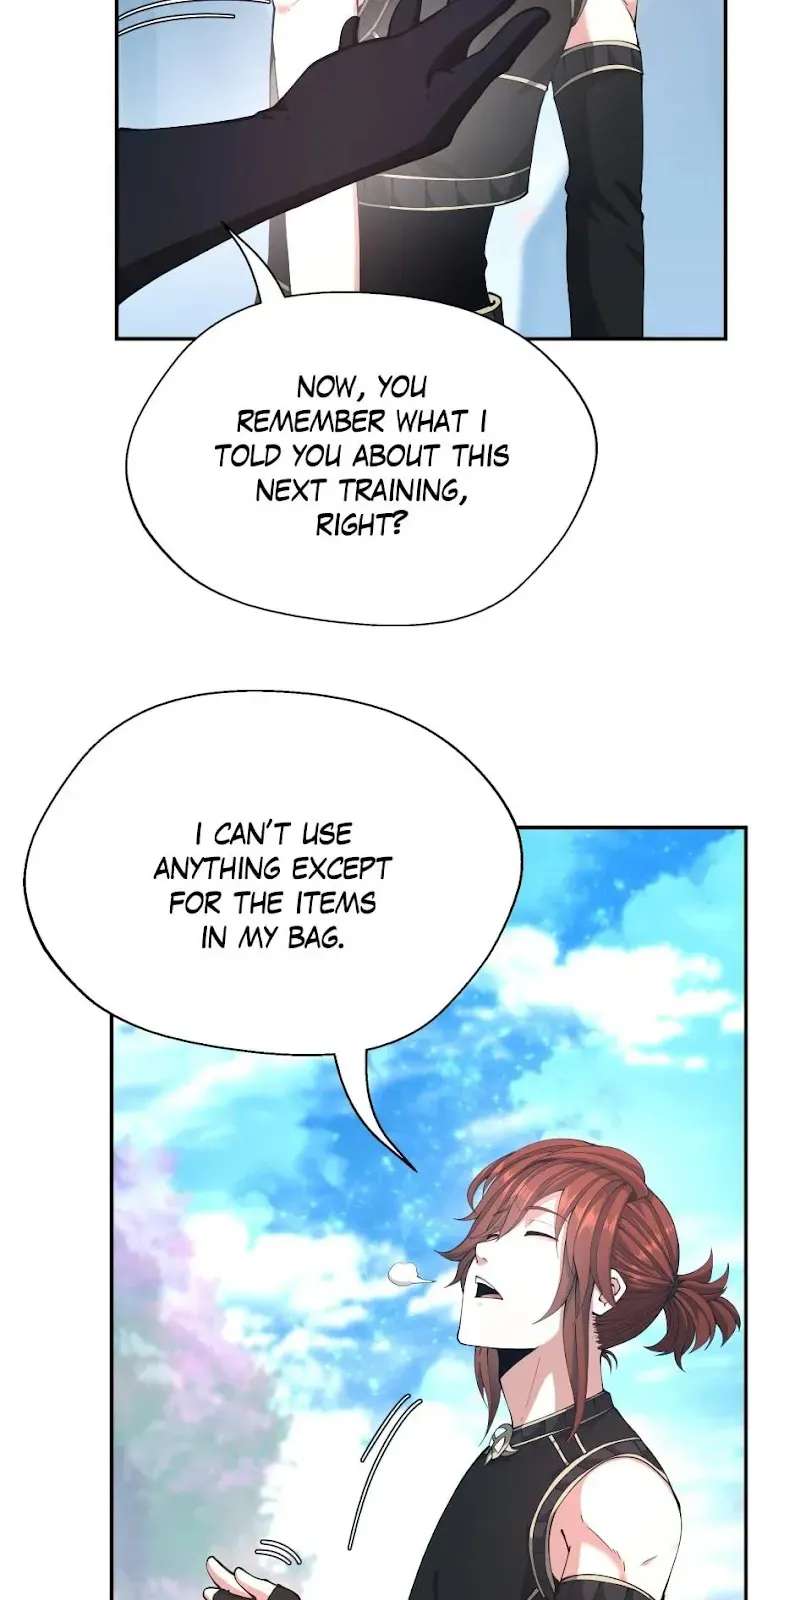 NOW, YOU
REMEMBER WHAT I
TOLD YOU ABOUT THIS
NEXT TRAINING,
RIGHT?
I CAN'T USE
ANYTHING EXCEPT
FOR THE ITEMS
IN MY BAG.